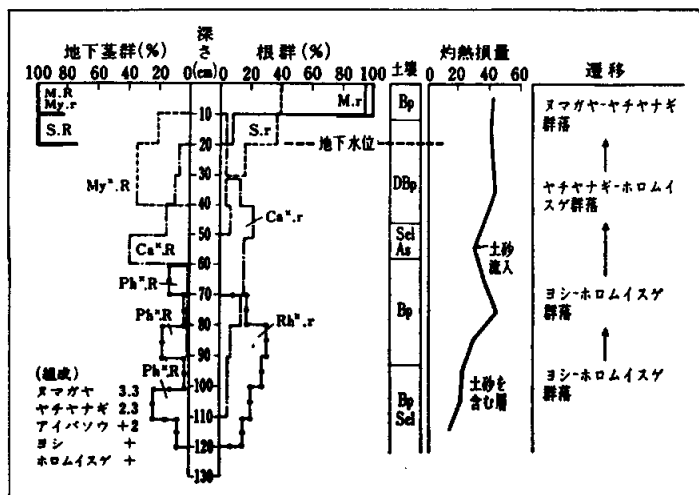 地下茎群(%)
深さ(cm)
根群(%)
土壌
灼熱損量
遷移
100 80 60 40 20 0
0 20 40 60 80 100
0 20 40 60
10
20
30
40
50
60
70
80
90
100
110
120
130
M.R
My.r
S.R
Myx.R
Cax.R
Phx.R
Phx.R
Phx.R
M.r
S.r
Cax.r
Rhx.r
地下水位
Bp
DBp
Sel
As
Bp
Bp
Sel
土砂
流入
土砂を
含む層
ヌマガヤ-ヤチヤナギ
群落
ヤチヤナギ-ホロムイ
スゲ群落
ヨシ-ホロムイスゲ
群落
ヨシ-ホロムイスゲ
群落
(組成)
ヌマガヤ 3.3
ヤチヤナギ 2.3
アイバソウ +2
ヨシ +
ホロムイスゲ +